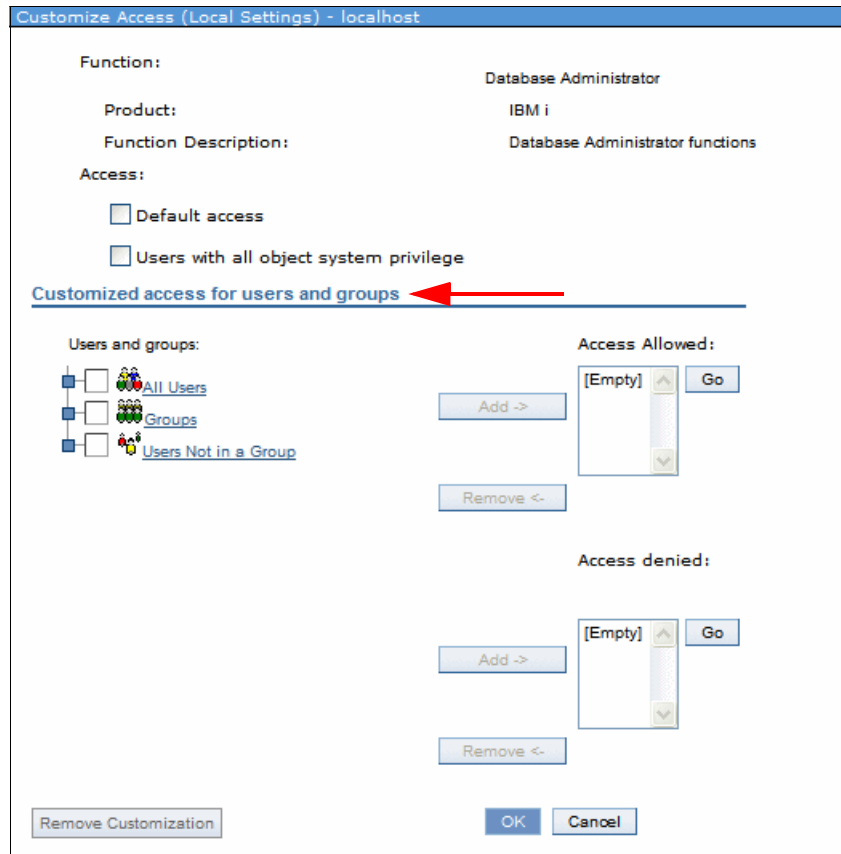 Customize Access (Local Settings) - localhost
Function:
Database Administrator
Product:
IBM i
Function Description:
Database Administrator functions
Access:
Default access
Users with all object system privilege
Customized access for users and groups
Users and groups:
Access Allowed:
All Users
Groups
Users Not in a Group
Add ->
[Empty]
Go
Remove <-
Access denied:
Add ->
[Empty]
Go
Remove <-
Remove Customization
OK
Cancel